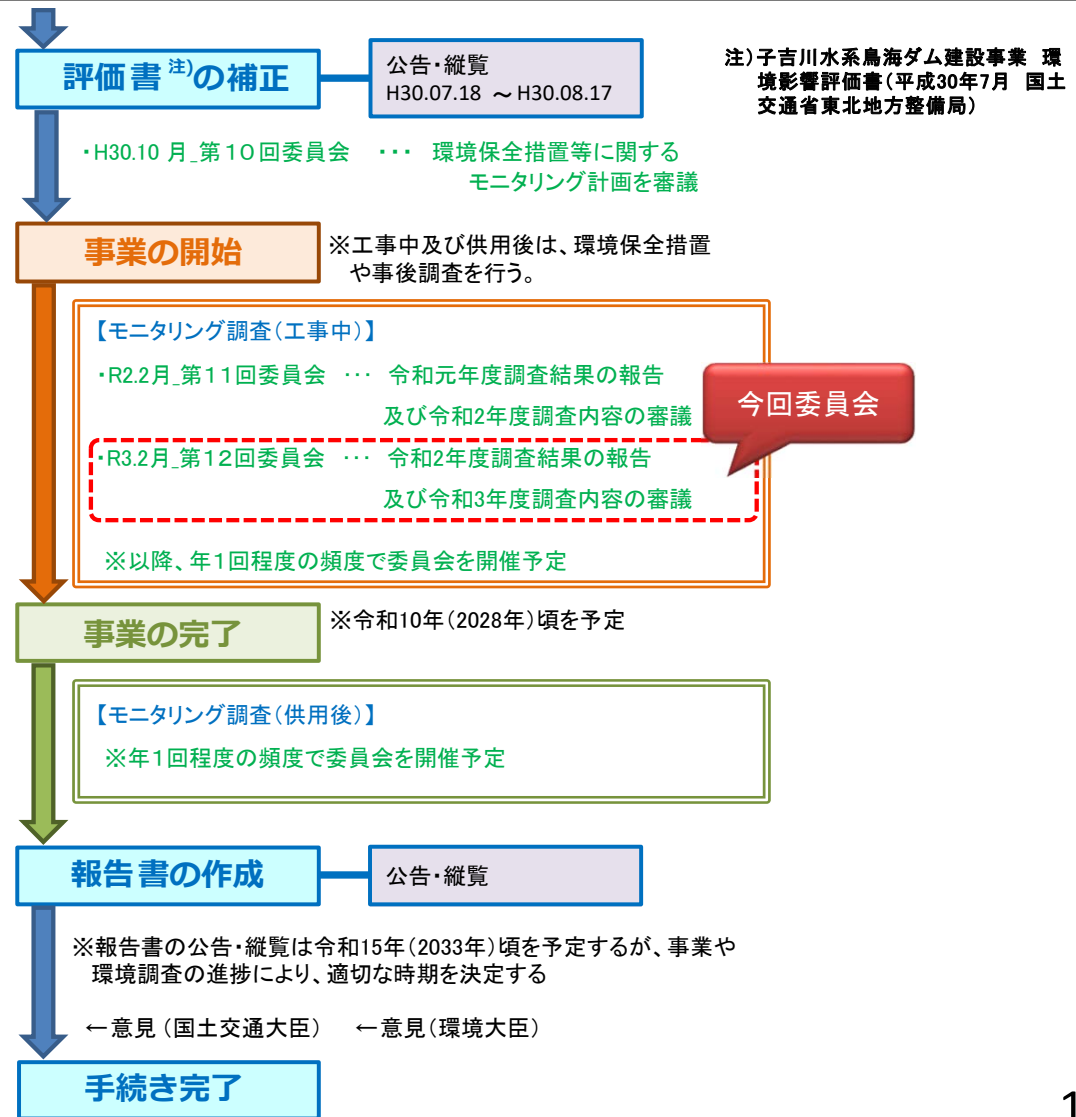 評価書 注)の補正
公告・縦覧
H30.07.18 ～ H30.08.17
注)子吉川水系鳥海ダム建設事業 環
境影響評価書(平成30年7月 国土
交通省東北地方整備局)
・H30.10 月_第10回委員会 ・・・ 環境保全措置等に関する
モニタリング計画を審議
事業の開始
※工事中及び供用後は、環境保全措置
や事後調査を行う。
【モニタリング調査(工事中)】
・R2.2月_第11回委員会 ・・・ 令和元年度調査結果の報告
及び令和2年度調査内容の審議
今回委員会
・R3.2月_第12回委員会 ・・・ 令和2年度調査結果の報告
及び令和3年度調査内容の審議
※以降、年1回程度の頻度で委員会を開催予定
事業の完了
※令和10年(2028年)頃を予定
【モニタリング調査(供用後)】
※年1回程度の頻度で委員会を開催予定
報告書の作成
公告・縦覧
※報告書の公告・縦覧は令和15年(2033年)頃を予定するが、事業や
環境調査の進捗により、適切な時期を決定する
←意見(国土交通大臣) ←意見(環境大臣)
手続き完了
1